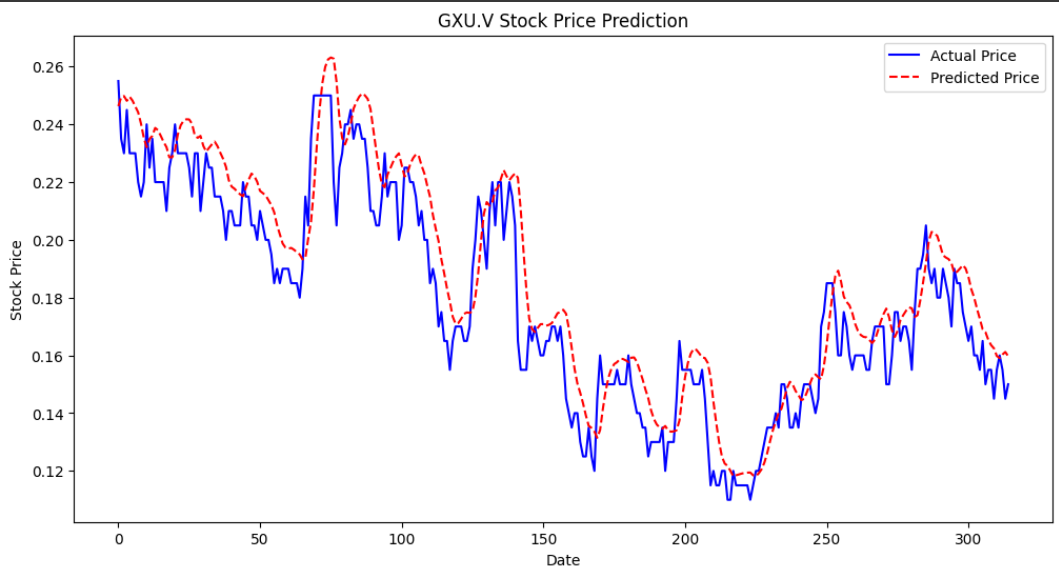 GXU.V Stock Price Prediction
Actual Price
Predicted Price
Stock Price
0.26
0.24
0.22
0.20
0.18
0.16
0.14
0.12
0 50 100 150 200 250 300
Date